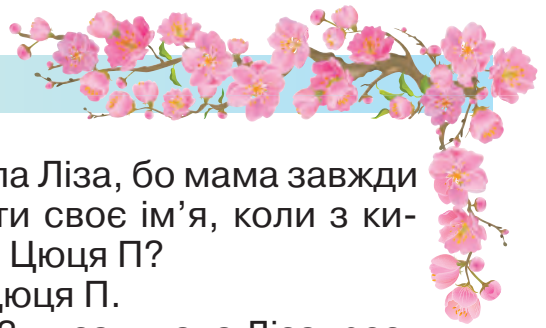 ла Ліза, бо мама завжди
ти своє ім’я, коли з ки-
Цюця П?
цюця П.